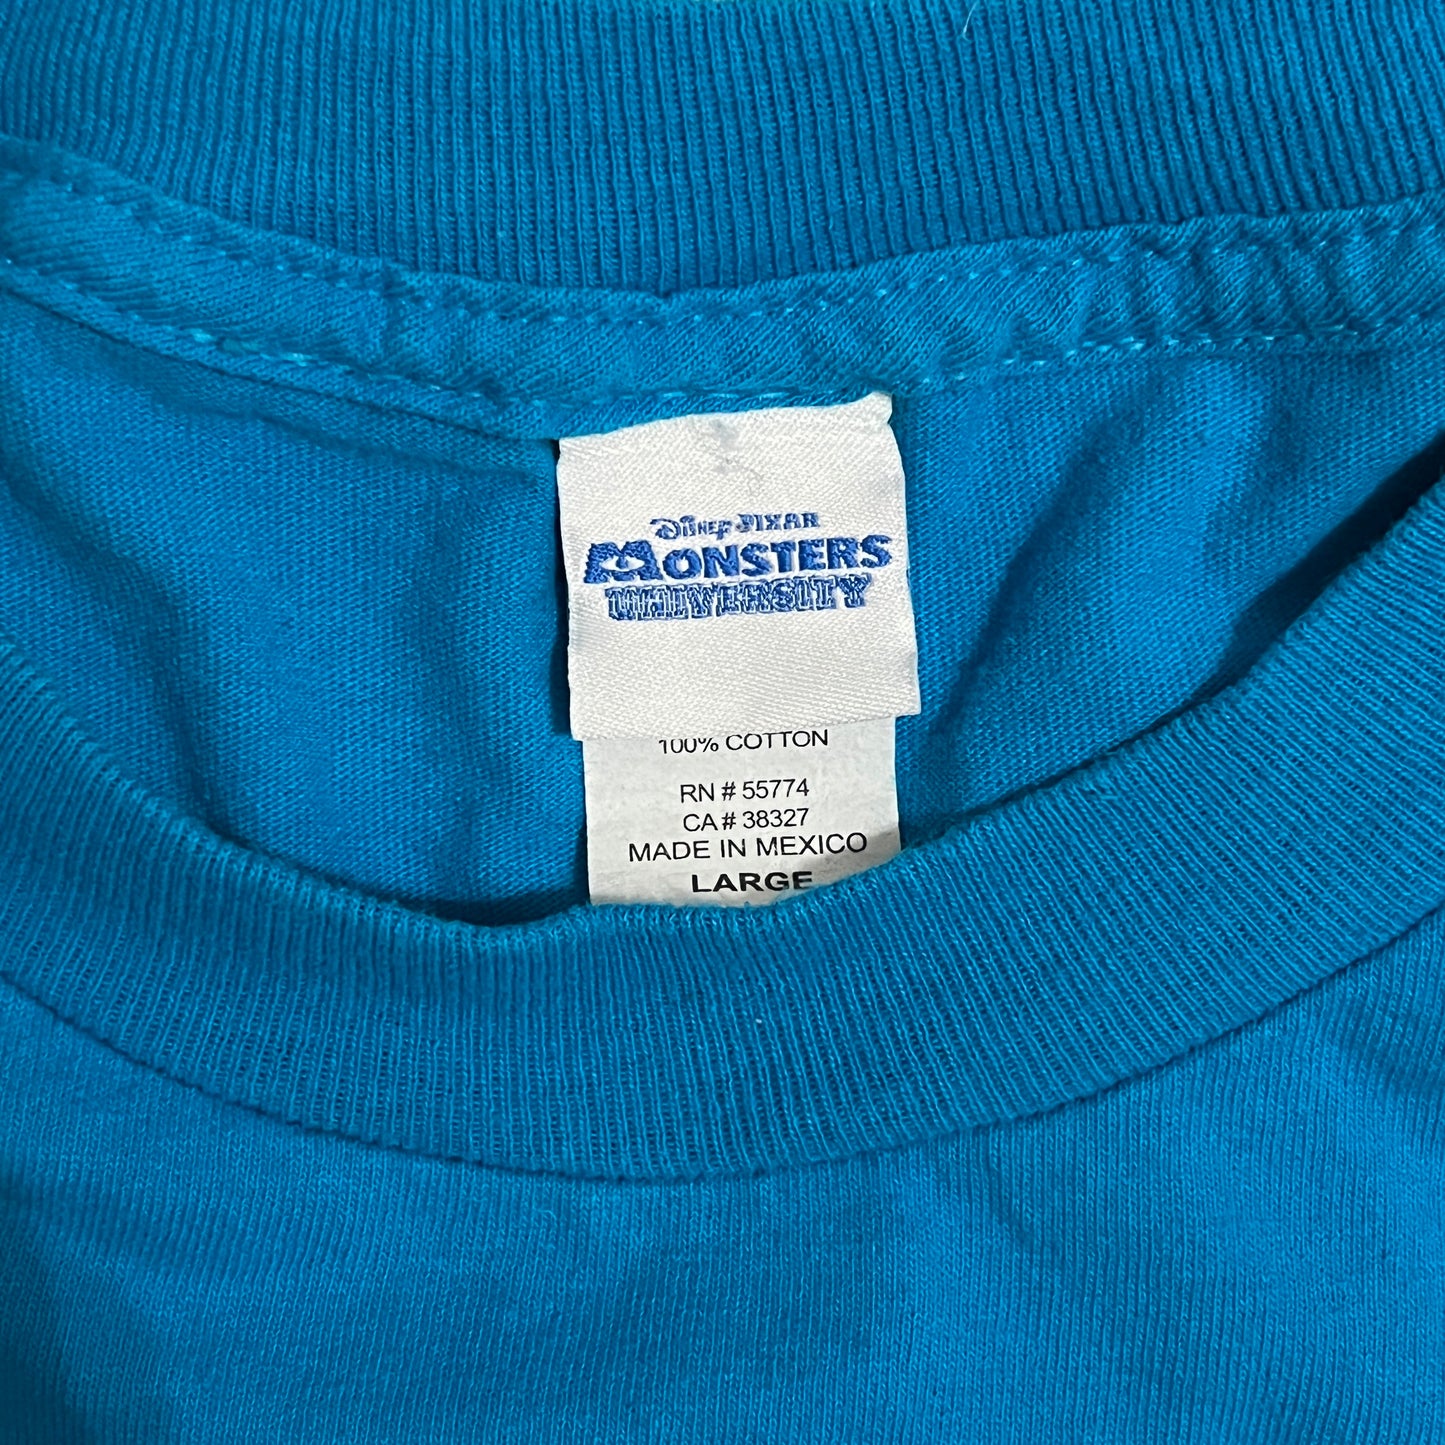 Disney PIXAR
MONSTERS
UNIVERSITY
100% COTTON
RN # 55774
CA # 38327
MADE IN MEXICO
LARGE